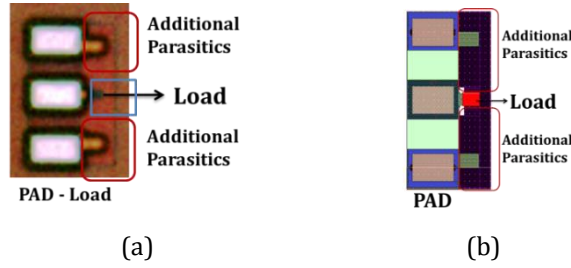 Additional
Parasitics
Load
Additional
Parasitics
PAD - Load
(a)
Additional
Parasitics
Load
Additional
Parasitics
PAD
(b)